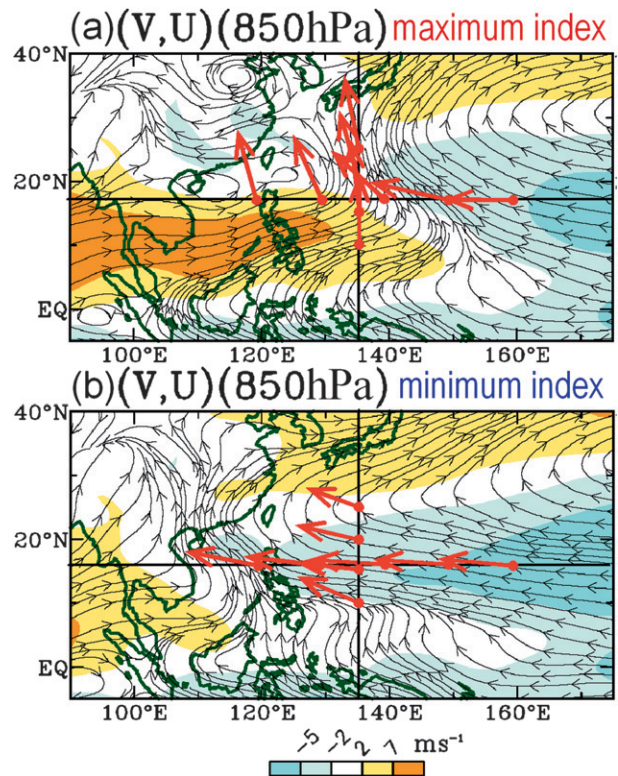 (a)(V,U)(850hPa) maximum index
40°N
20°N
EQ
100°E 120°E 140°E 160°E
(b)(V,U)(850hPa) minimum index
40°N
20°N
EQ
100°E 120°E 140°E 160°E
-5 -2 2 7 ms⁻¹